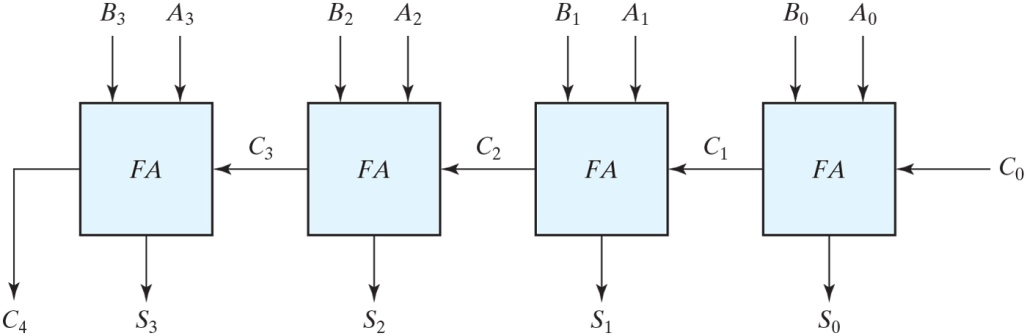 B₃ A₃ B₂ A₂ B₁ A₁ B₀ A₀
FA C₃ FA C₂ FA C₁ FA C₀
C₄ S₃ S₂ S₁ S₀